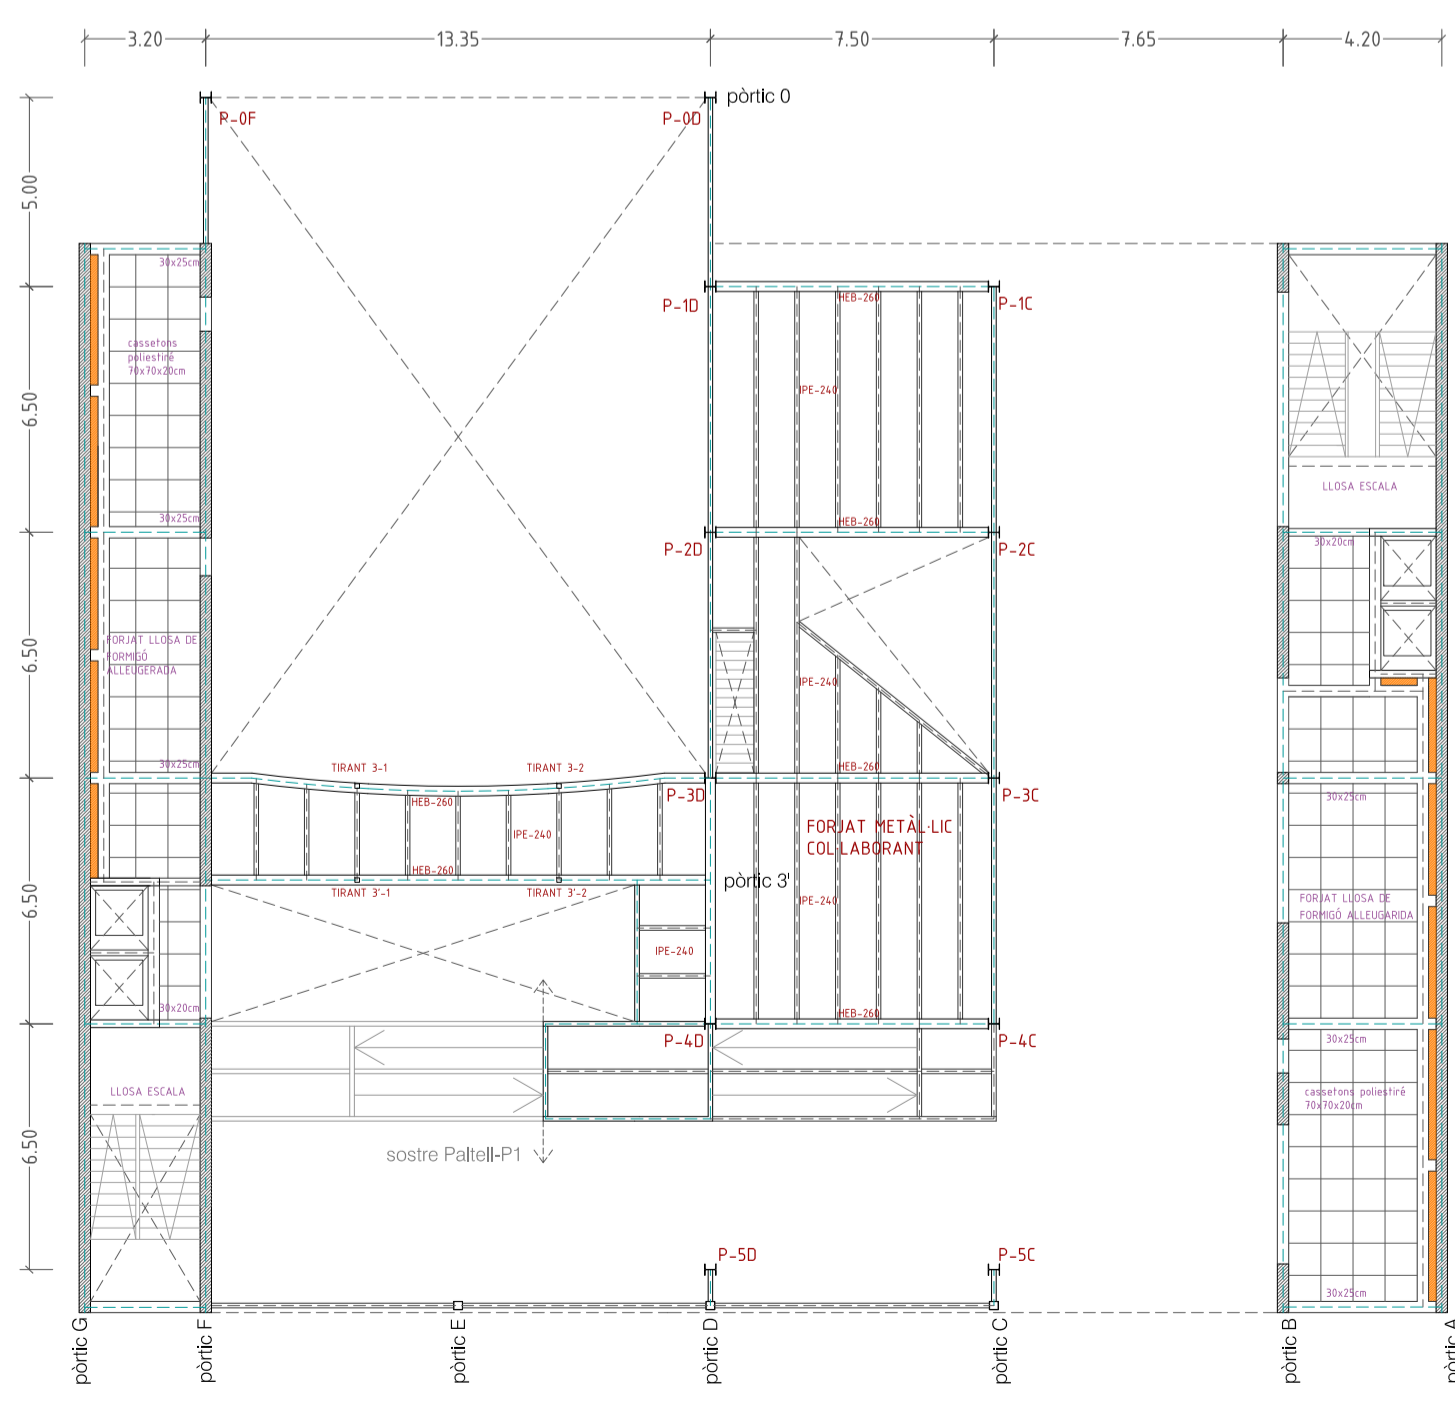 3.20
13.35
7.50
7.65
4.20
pòrtic 0
P-0F
P-0D
5.00
30x25cm
P-1D
HEB-260
P-1C
cassetons
poliestiré
70x70x20cm
IPE-240
6.50
LLOSA ESCALA
30x25cm
HEB-260
P-2D
P-2C
30x20cm
FORJAT LLOSA DE
FORMIGÓ
ALLEUGERADA
6.50
IPE-240
30x25cm
TIRANT 3-1
TIRANT 3-2
HEB-260
P-3D
P-3C
30x25cm
HEB-260
IPE-240
FORJAT METÀL·LIC
COL·LABORANT
HEB-260
pòrtic 3'
TIRANT 3'-1
TIRANT 3'-2
6.50
IPE-240
FORJAT LLOSA DE
FORMIGÓ ALLEUGARIDA
IPE-240
30x20cm
HEB-260
P-4D
P-4C
30x25cm
LLOSA ESCALA
cassetons poliestiré
70x70x20cm
6.50
sostre Paltell-P1
P-5D
P-5C
30x25cm
pòrtic G
pòrtic F
pòrtic E
pòrtic D
pòrtic C
pòrtic B
pòrtic A